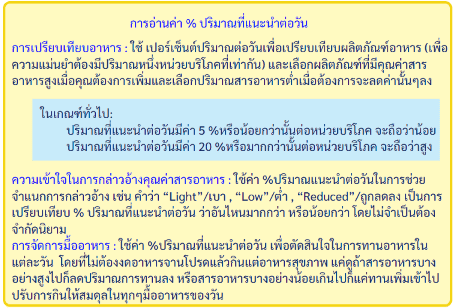 การอ่านค่า % ปริมาณที่แนะนำต่อวัน
การเปรียบเทียบอาหาร : ใช้ เปอร์เซ็นต์ปริมาณต่อวันเพื่อเปรียบเทียบผลิตภัณฑ์อาหาร (เพื่อ
ความแม่นยำต้องมีปริมาณหนึ่งหน่วยบริโภคที่เท่ากัน) และเลือกผลิตภัณฑ์ที่มีคุณค่าสาร
อาหารสูงเมื่อคุณต้องการเพิ่มและเลือกปริมาณสารอาหารต่ำเมื่อต้องการจะลดค่านั้นๆลง
ในเกณฑ์ทั่วไป:
ปริมาณที่แนะนำต่อวันมีค่า 5 %หรือน้อยกว่านั้นต่อหน่วยบริโภค จะถือว่าน้อย
ปริมาณที่แนะนำต่อวันมีค่า 20 %หรือมากกว่านั้นต่อหน่วยบริโภค จะถือว่าสูง
ความเข้าใจในการกล่าวอ้างคุณค่าสารอาหาร : ใช้ค่า %ปริมาณแนะนำต่อวันในการช่วย
จำแนกการกล่าวอ้าง เช่น คำว่า “Light”/เบา , “Low”/ต่ำ , “Reduced”/ถูกลดลง เป็นการ
เปรียบเทียบ % ปริมาณที่แนะนำต่อวัน ว่าอันไหนมากกว่า หรือน้อยกว่า โดยไม่จำเป็นต้อง
จำกัดนิยาม
การจัดการมื้ออาหาร : ใช้ค่า %ปริมาณที่แนะนำต่อวัน เพื่อตัดสินใจในการทานอาหารใน
แต่ละวัน โดยที่ไม่ต้องงดอาหารจานโปรดแล้วกินแต่อาหารสุขภาพ แค่ดูถ้าสารอาหารบาง
อย่างสูงไปก็ลดปริมาณการทานลง หรือสารอาหารบางอย่างน้อยเกินไปก็แค่ทานเพิ่มเข้าไป
ปรับการกินให้สมดุลในทุกๆมื้ออาหารของวัน